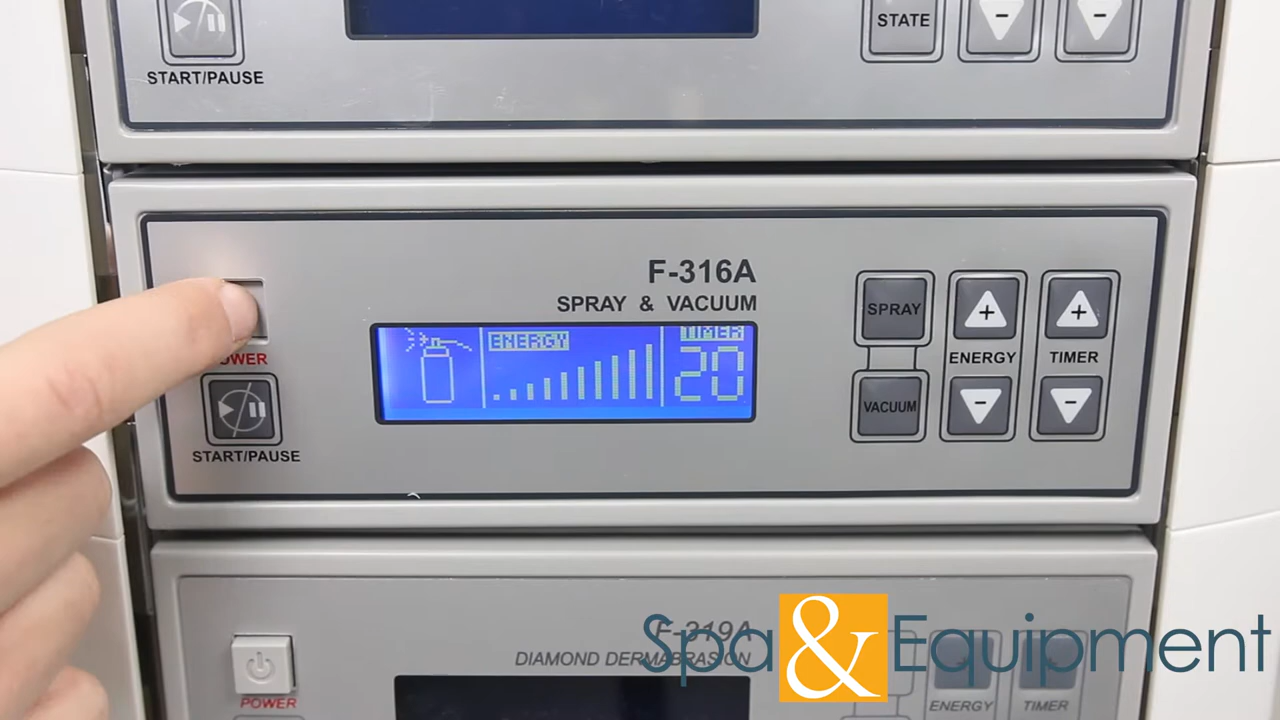 START/PAUSE
STATE
F-316A
SPRAY & VACUUM
POWER
START/PAUSE
ENERGY
TIMER
20
SPRAY
VACUUM
ENERGY
TIMER
F-319A
DIAMOND DERMABRASION
POWER
ENERGY
TIMER
Spa & Equipment